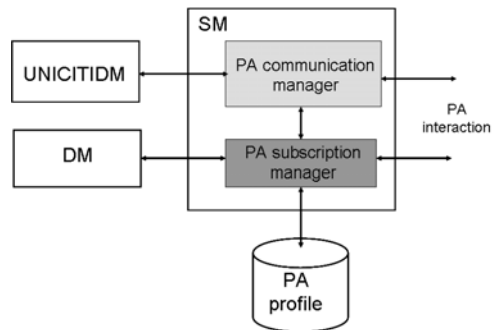 SM
UNICITIDM
PA communication
manager
PA
interaction
DM
PA subscription
manager
PA
profile